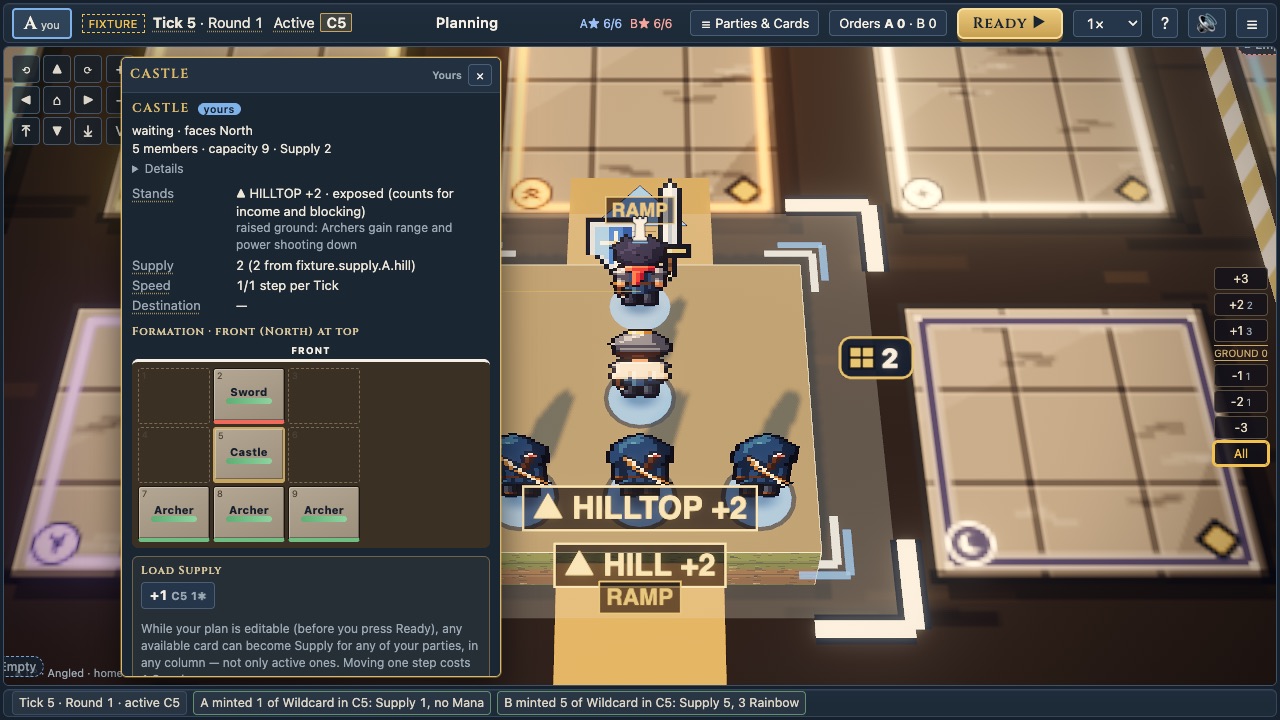 A you
FIXTURE Tick 5 · Round 1 Active C5
Planning
A★ 6/6 B★ 6/6
≡ Parties & Cards
Orders A 0 · B 0
READY ▶
1×
?
≡
CASTLE
Yours ×
CASTLE yours
waiting · faces North
5 members · capacity 9 · Supply 2
▶ Details
Stands ▲ HILLTOP +2 · exposed (counts for
income and blocking)
raised ground: Archers gain range and
power shooting down
Supply 2 (2 from fixture.supply.A.hill)
Speed 1/1 step per Tick
Destination —
FORMATION · FRONT (NORTH) AT TOP
FRONT
1
2 Sword
3
4
5 Castle
6
7 Archer
8 Archer
9 Archer
LOAD SUPPLY
+1 C5 1✱
While your plan is editable (before you press Ready), any
available card can become Supply for any of your parties, in
any column — not only active ones. Moving one step costs
RAMP
2
▲ HILLTOP +2
▲ HILL +2
RAMP
+3
+2 2
+1 3
GROUND 0
-1 1
-2 1
-3
All
Empty
Angled · home
Tick 5 · Round 1 · active C5
A minted 1 of Wildcard in C5: Supply 1, no Mana
B minted 5 of Wildcard in C5: Supply 5, 3 Rainbow